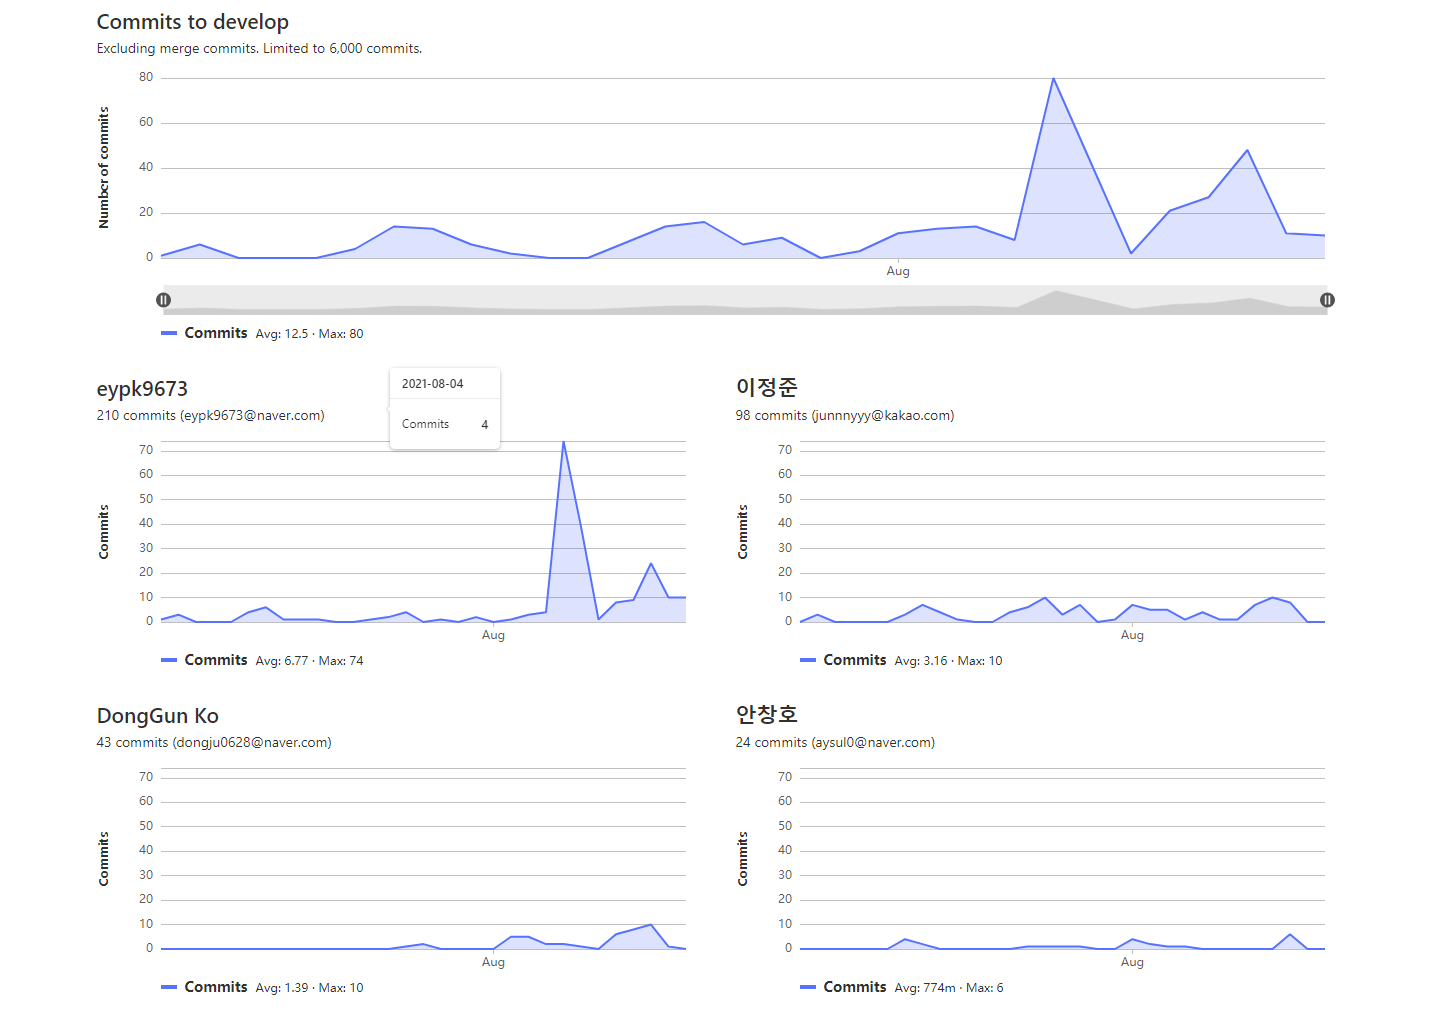 Commits to develop
Excluding merge commits. Limited to 6,000 commits.
Number of commits
80
60
40
20
0
Aug
Commits Avg: 12.5 · Max: 80
eypk9673
210 commits (eypk9673@naver.com)
2021-08-04
Commits 4
Commits
70
60
50
40
30
20
10
0
Aug
Commits Avg: 6.77 · Max: 74
이정준
98 commits (junnnyyy@kakao.com)
Commits
70
60
50
40
30
20
10
0
Aug
Commits Avg: 3.16 · Max: 10
DongGun Ko
43 commits (dongju0628@naver.com)
Commits
70
60
50
40
30
20
10
0
Aug
Commits Avg: 1.39 · Max: 10
안창호
24 commits (aysul0@naver.com)
Commits
70
60
50
40
30
20
10
0
Aug
Commits Avg: 774m · Max: 6